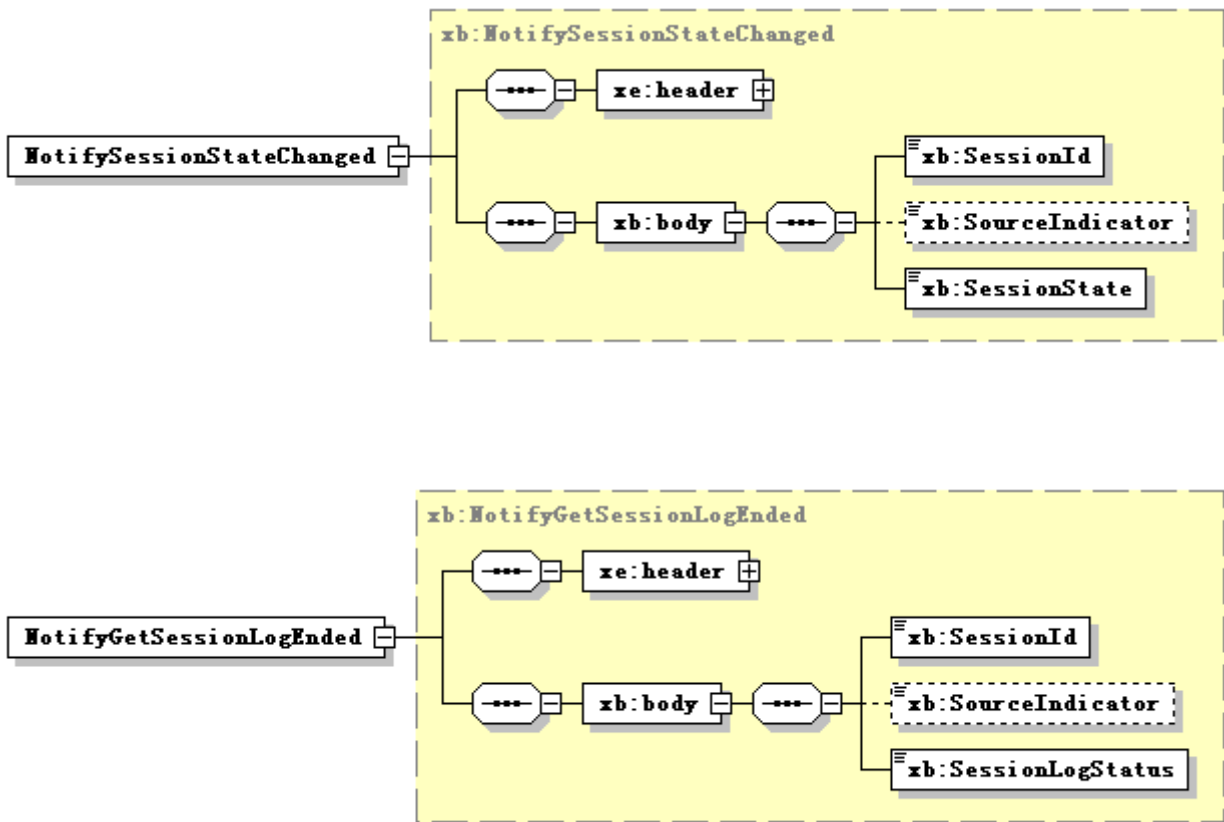 xb:NotifySessionStateChanged
xe:header
NotifySessionStateChanged
xb:SessionId
xb:body
xb:SourceIndicator
xb:SessionState
xb:NotifyGetSessionLogEnded
xe:header
NotifyGetSessionLogEnded
xb:SessionId
xb:body
xb:SourceIndicator
xb:SessionLogStatus